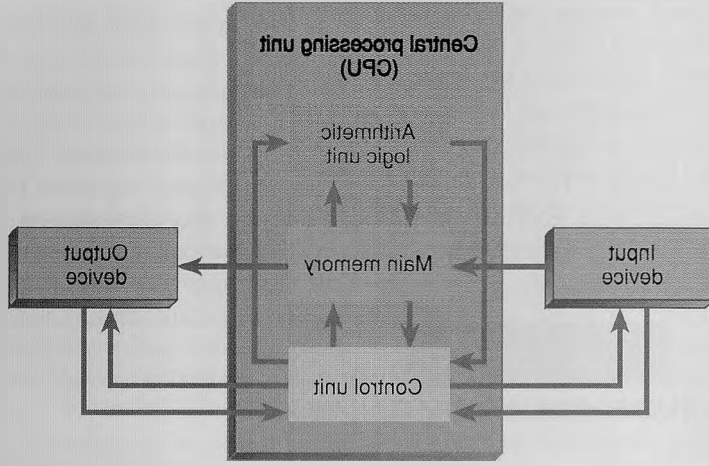 Central processing unit
(CPU)
Arithmetic
logic unit
Input
device
Main memory
Output
device
Control unit